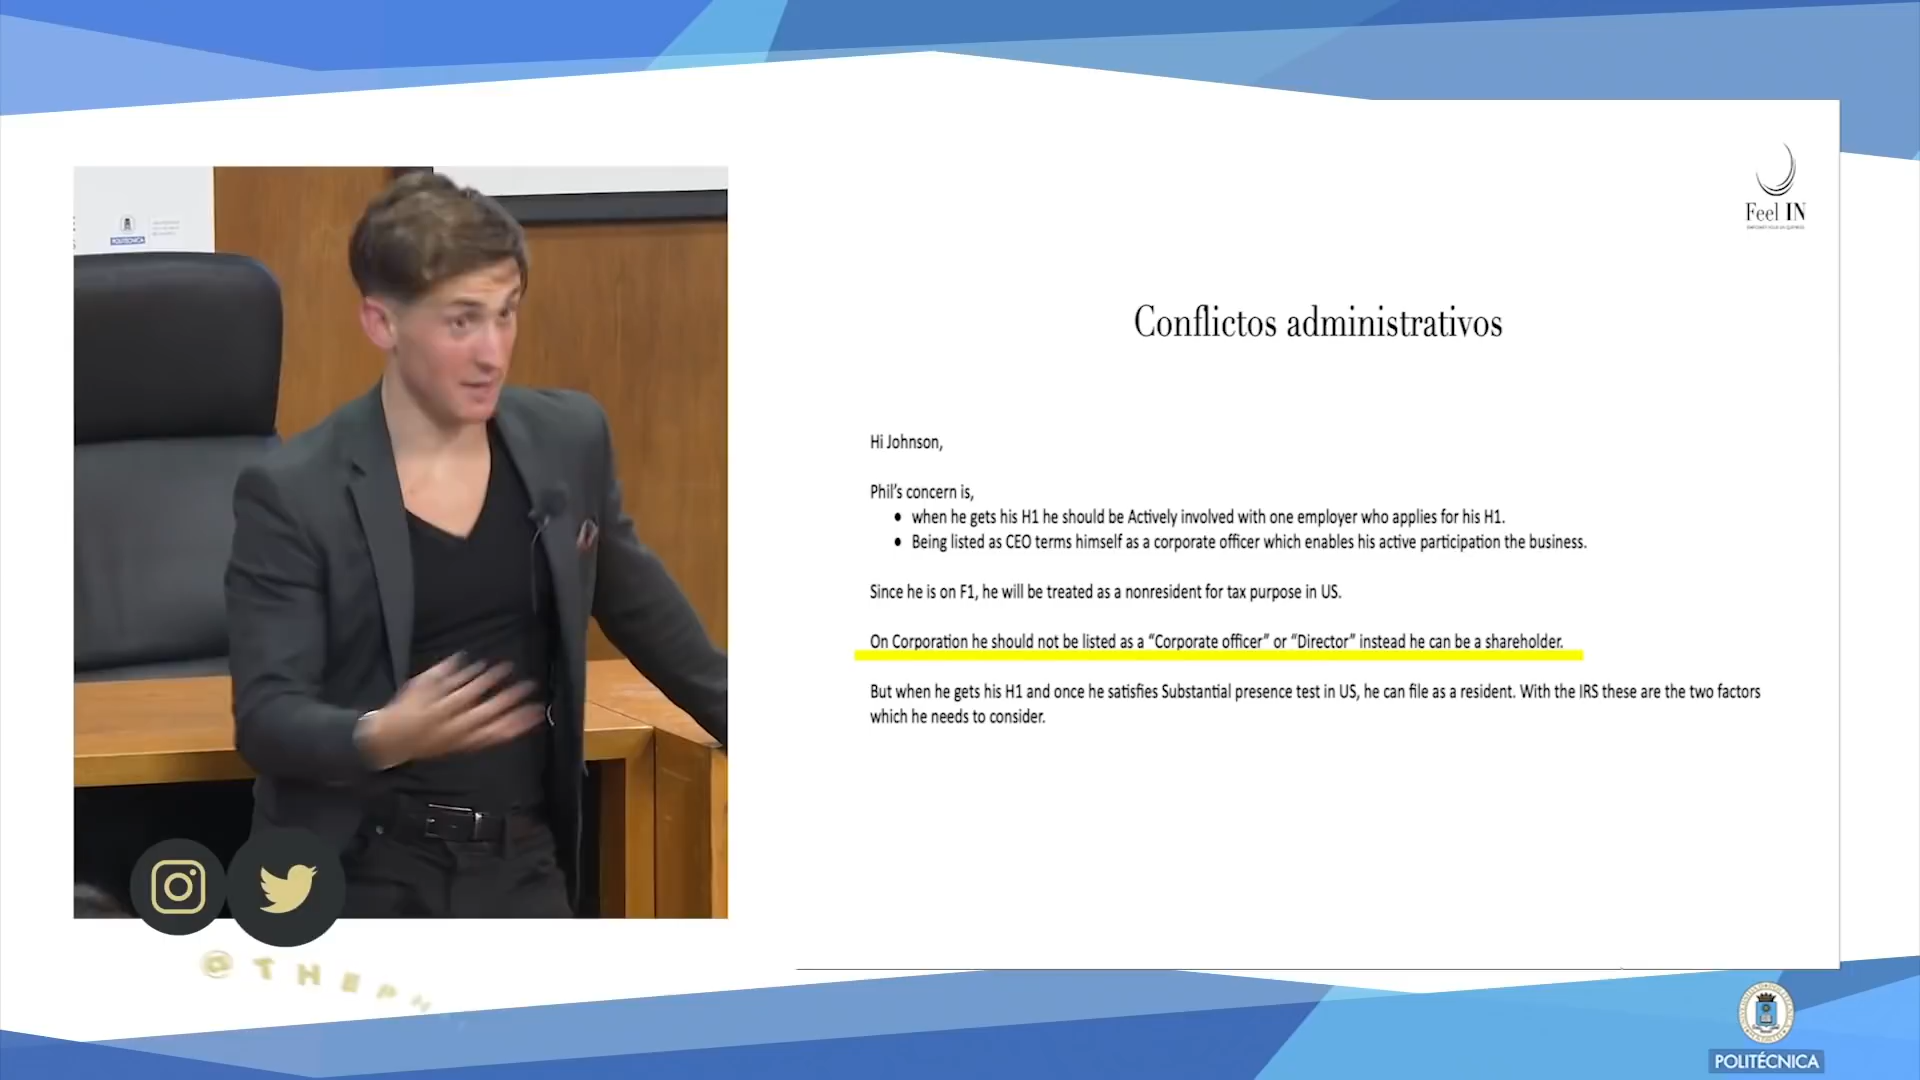 Feel IN
Conflictos administrativos
Hi Johnson,
Phil's concern is,
• when he gets his H1 he should be Actively involved with one employer who applies for his H1.
• Being listed as CEO terms himself as a corporate officer which enables his active participation the business.
Since he is on F1, he will be treated as a nonresident for tax purpose in US.
On Corporation he should not be listed as a “Corporate officer” or “Director” instead he can be a shareholder.
But when he gets his H1 and once he satisfies Substantial presence test in US, he can file as a resident. With the IRS these are the two factors
which he needs to consider.
POLITÉCNICA
@THEPH
POLITÉCNICA